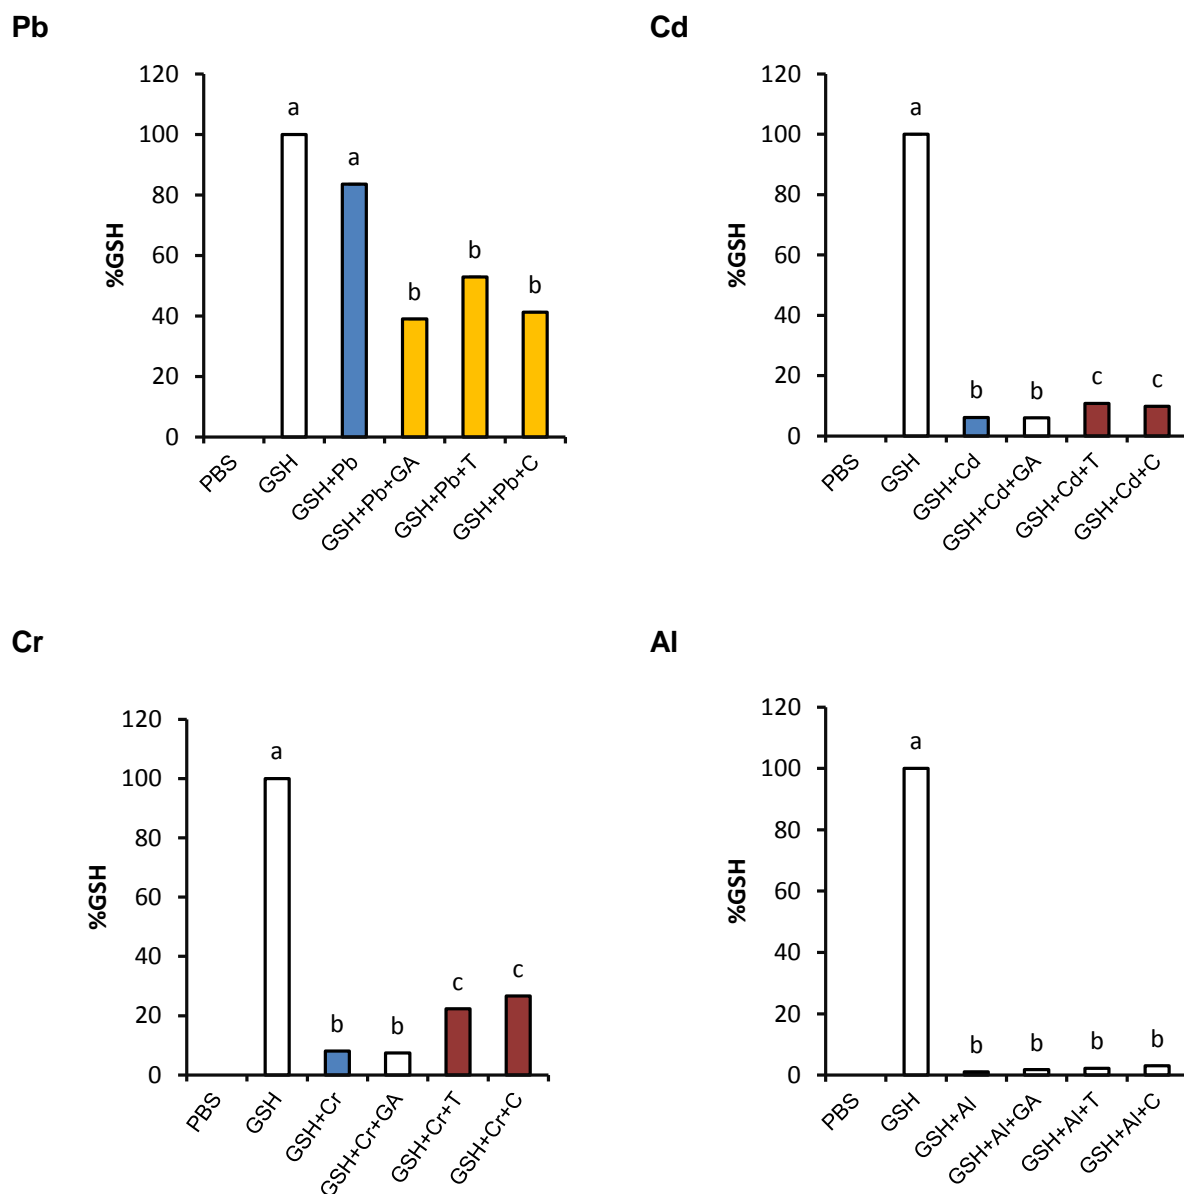 Pb
%GSH
120
100
80
60
40
20
0
a
a
b
b
b
PBS
GSH
GSH+Pb
GSH+Pb+GA
GSH+Pb+T
GSH+Pb+C
Cd
%GSH
120
100
80
60
40
20
0
a
b
b
c
c
PBS
GSH
GSH+Cd
GSH+Cd+GA
GSH+Cd+T
GSH+Cd+C
Cr
%GSH
120
100
80
60
40
20
0
a
b
b
c
c
PBS
GSH
GSH+Cr
GSH+Cr+GA
GSH+Cr+T
GSH+Cr+C
Al
%GSH
120
100
80
60
40
20
0
a
b
b
b
b
PBS
GSH
GSH+Al
GSH+Al+GA
GSH+Al+T
GSH+Al+C